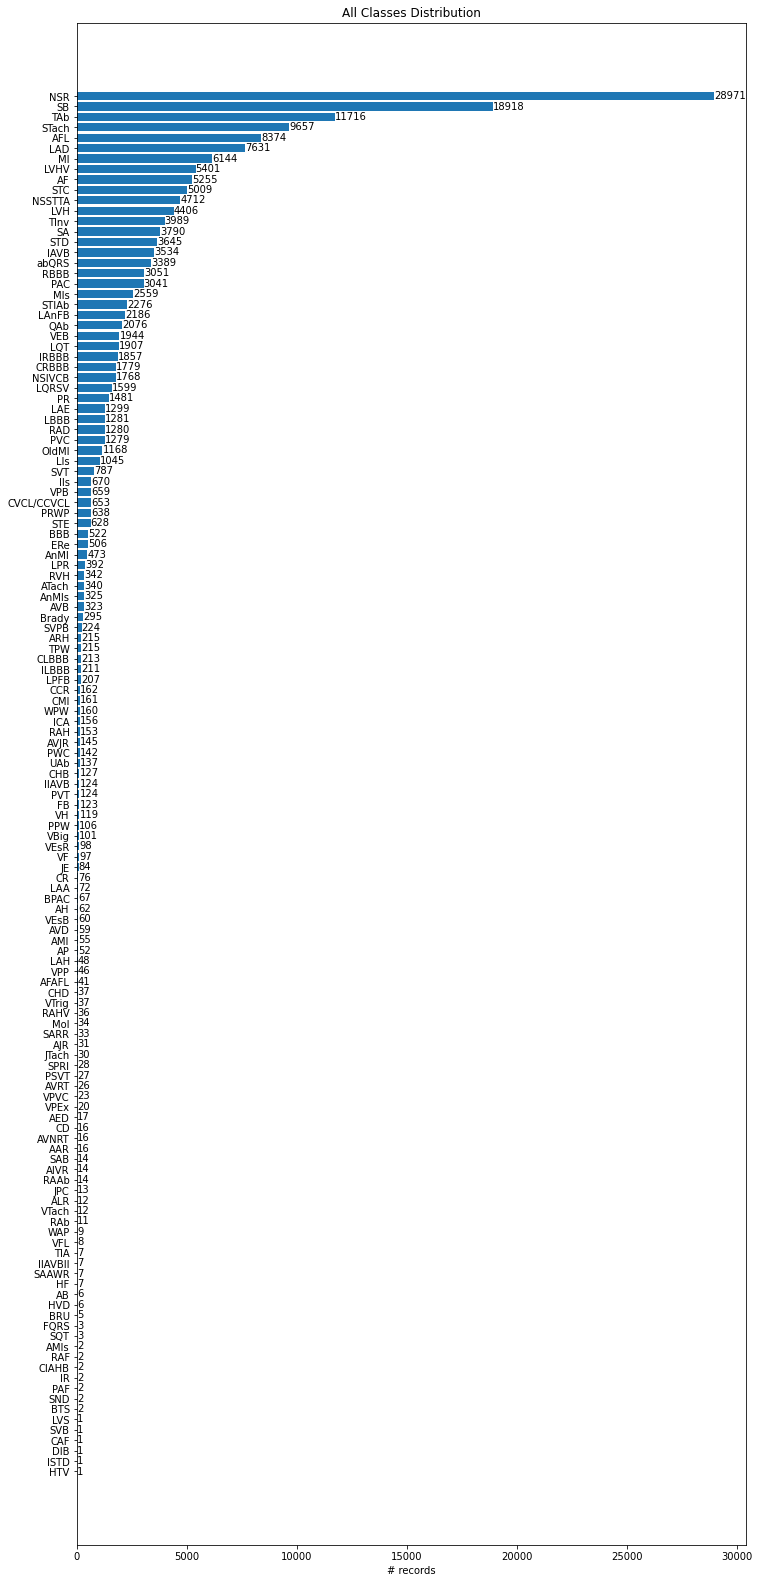 All Classes Distribution
NSR 28971
SB 18918
TAb 11716
STach 9657
AFL 8374
LAD 7631
MI 6144
LVHV 5401
AF 5255
STC 5009
NSSTTA 4712
LVH 4406
TInv 3989
SA 3790
STD 3645
IAVB 3534
abQRS 3389
RBBB 3051
PAC 3041
MIs 2559
STIAb 2276
LAnFB 2186
QAb 2076
VEB 1944
LQT 1907
IRBBB 1857
CRBBB 1779
NSIVCB 1768
LQRSV 1599
PR 1481
LAE 1299
LBBB 1281
RAD 1280
PVC 1279
OldMI 1168
LIs 1045
SVT 787
IIs 670
VPB 659
CVCL/CCVCL 653
PRWP 638
STE 628
BBB 522
ERe 506
AnMI 473
LPR 392
RVH 342
ATach 340
AnMIs 325
AVB 323
Brady 295
SVPB 224
ARH 215
TPW 215
CLBBB 213
ILBBB 211
LPFB 207
CCR 162
CMI 161
WPW 160
ICA 156
RAH 153
AVJR 145
PWC 142
UAb 137
CHB 127
IIAVB 124
PVT 124
FB 123
VH 119
PPW 106
VBig 101
VEsR 98
VF 97
JE 84
CR 76
LAA 72
BPAC 67
AH 62
VEsB 60
AVD 59
AMI 55
AP 52
LAH 48
VPP 46
AFAFL 41
CHD 37
VTrig 37
RAHV 36
MoI 34
SARR 33
AJR 31
JTach 30
SPRI 28
PSVT 27
AVRT 26
VPVC 23
VPEx 20
AED 17
CD 16
AVNRT 16
AAR 16
SAB 14
AIVR 14
RAAb 14
JPC 13
ALR 12
VTach 12
RAb 11
WAP 9
VFL 8
TIA 7
IIAVBII 7
SAAWR 7
HF 7
AB 6
HVD 6
BRU 5
FQRS 3
SQT 3
AMIs 2
RAF 2
CIAHB 2
IR 2
PAF 2
SND 2
BTS 2
LVS 1
SVB 1
CAF 1
DIB 1
ISTD 1
HTV 1
0 5000 10000 15000 20000 25000 30000
# records